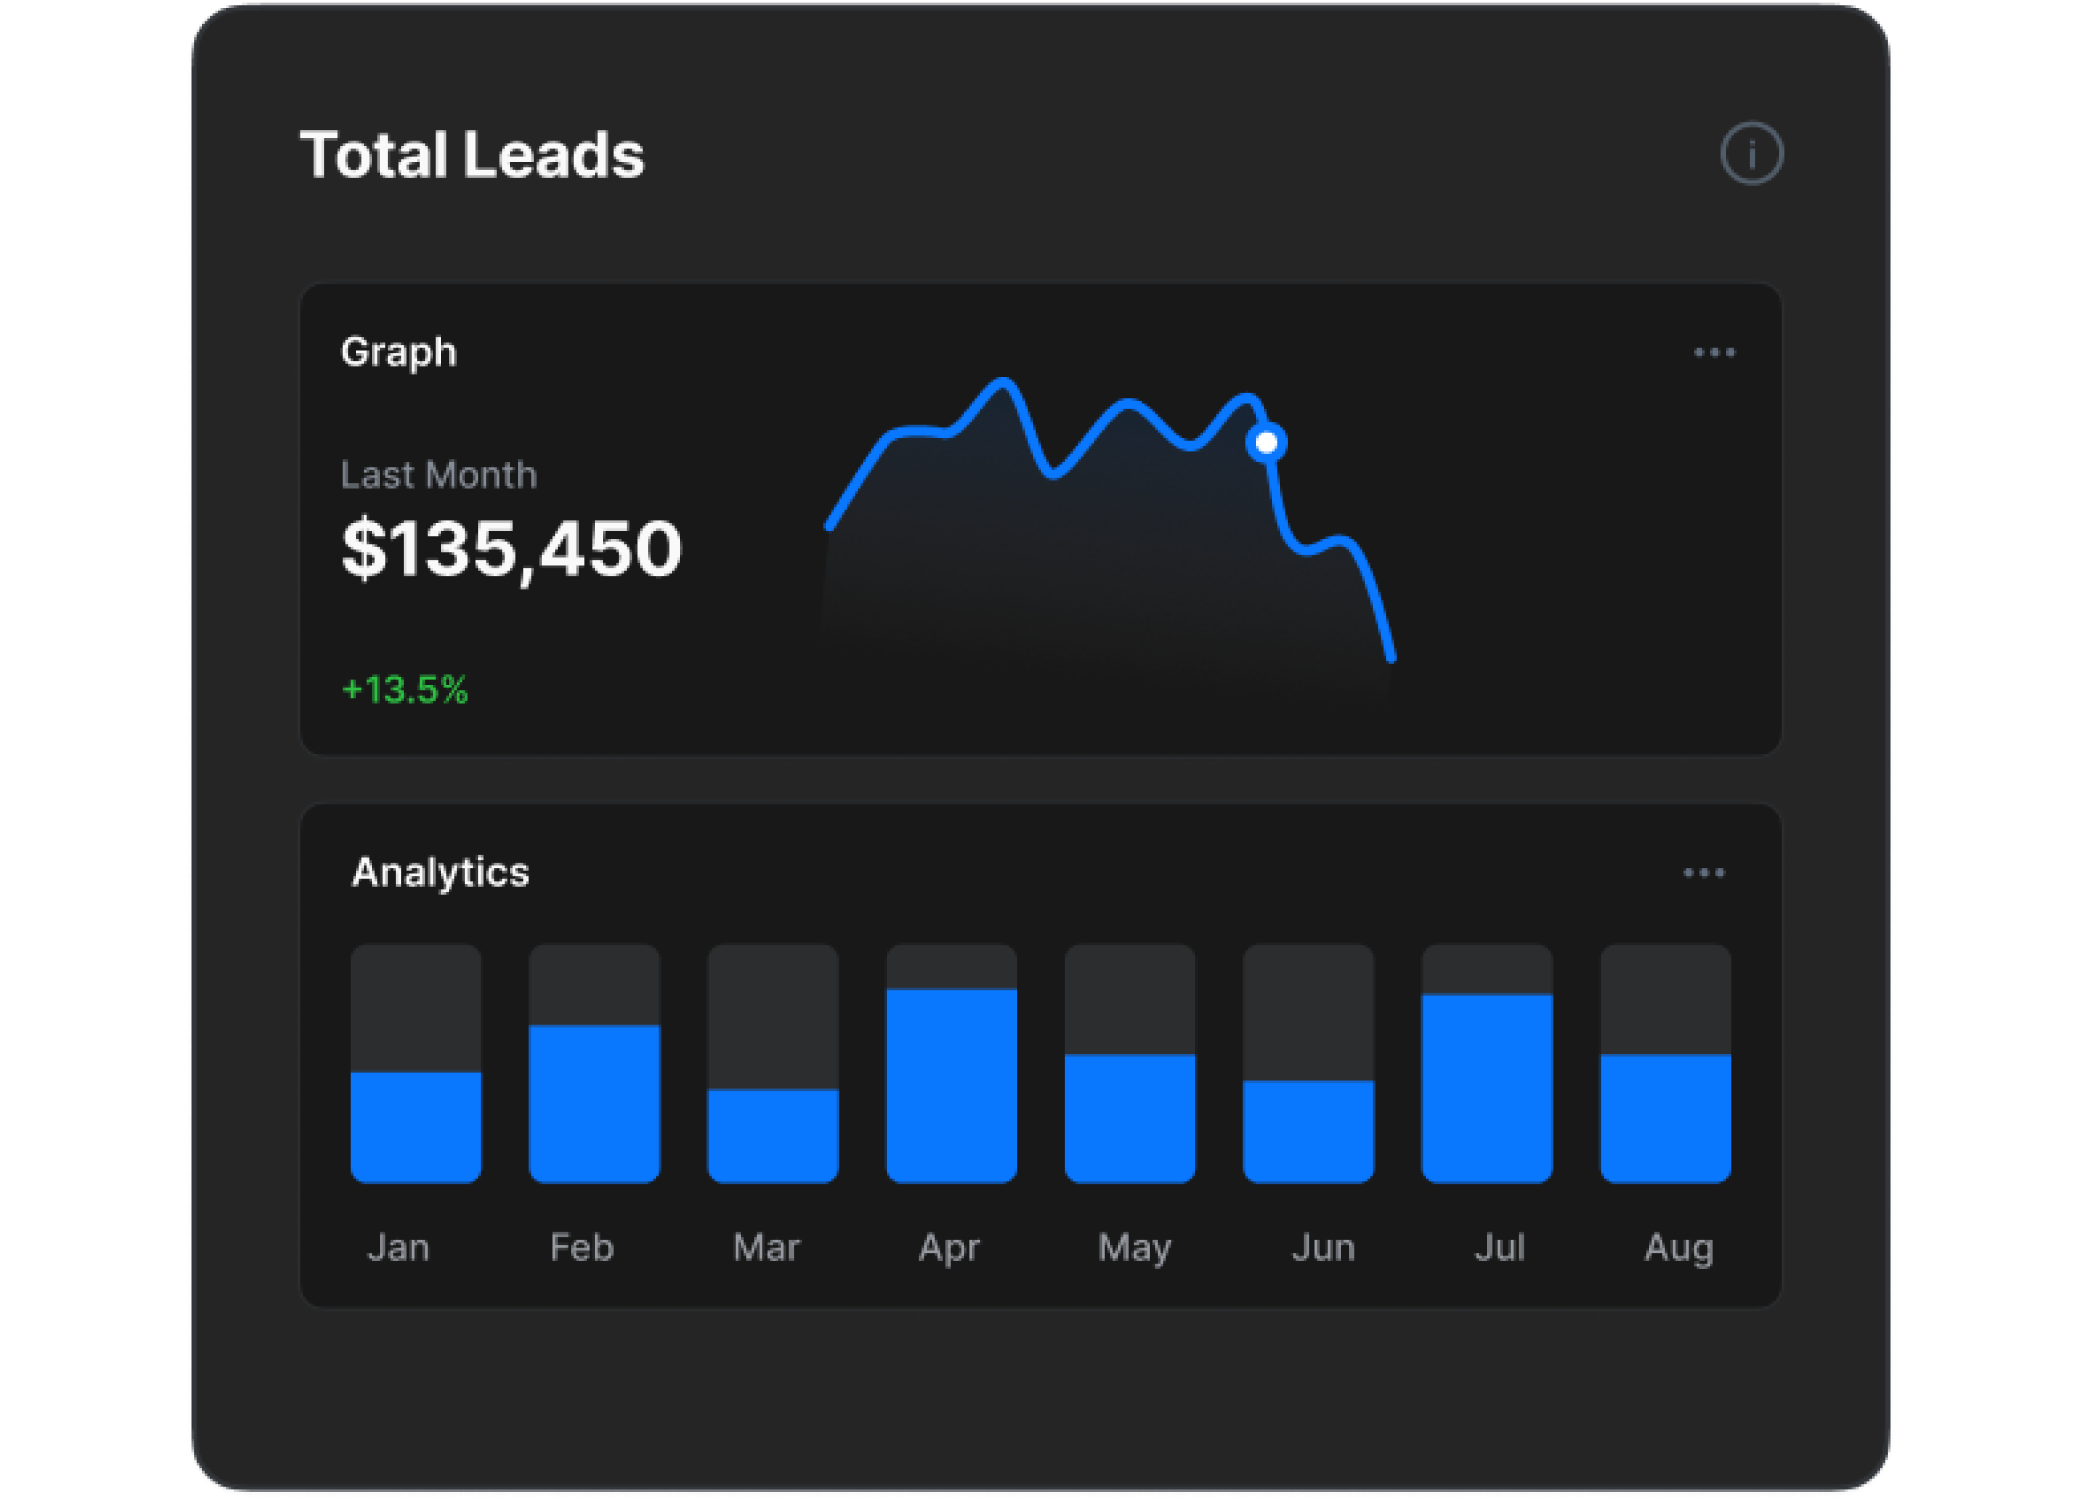 Total Leads
i
Graph
Last Month
$135,450
+13.5%
Analytics
Jan Feb Mar Apr May Jun Jul Aug